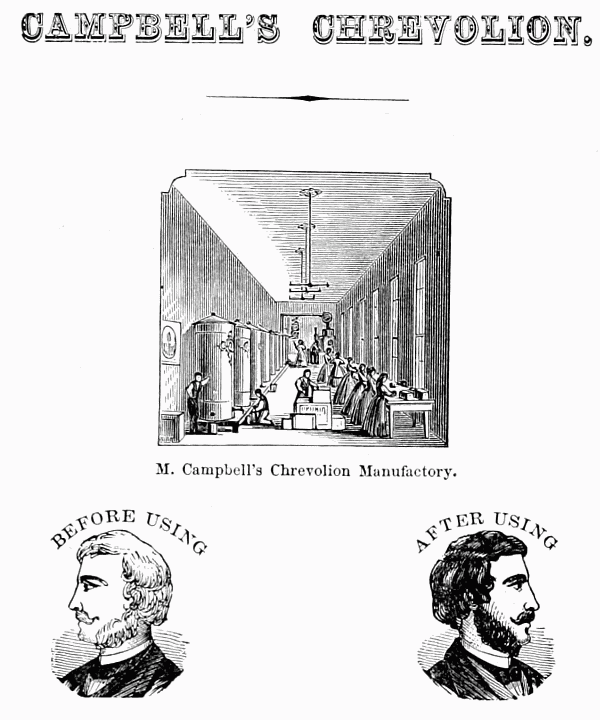 CAMPBELL'S CHREVOLION.
M. Campbell's Chrevolion Manufactory.
BEFORE USING
AFTER USING